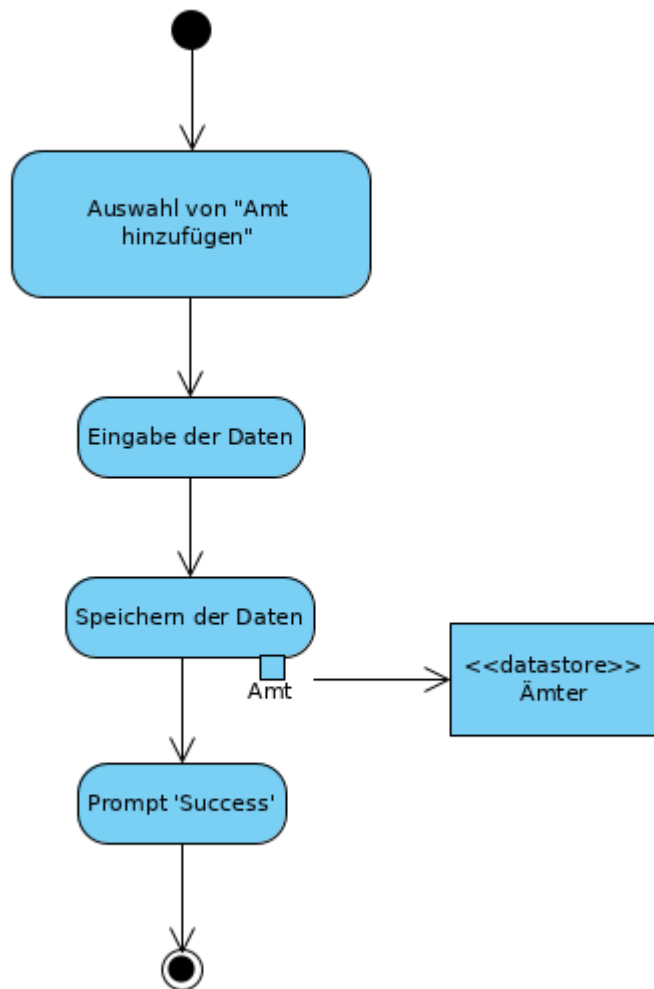 Auswahl von "Amt
hinzufügen"
Eingabe der Daten
Speichern der Daten
Amt
<<datastore>>
Ämter
Prompt 'Success'